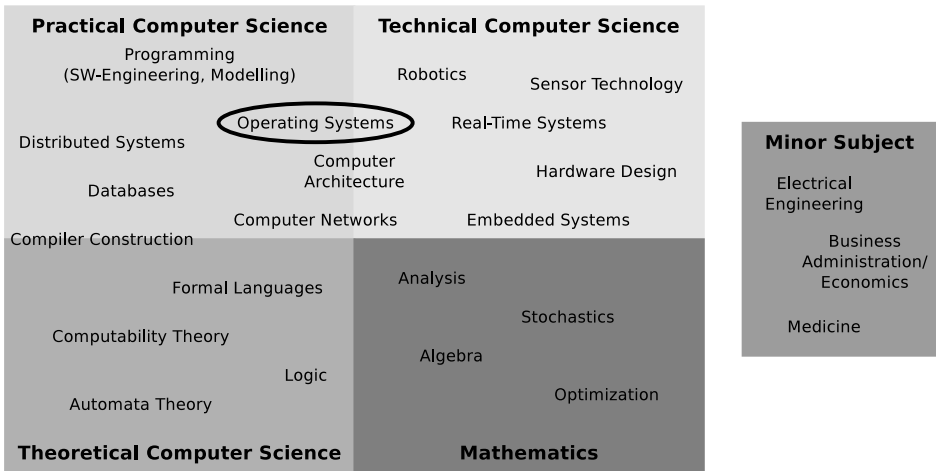 Practical Computer Science
Programming
(SW-Engineering, Modelling)
Operating Systems
Distributed Systems
Computer
Architecture
Databases
Computer Networks
Compiler Construction
Technical Computer Science
Robotics
Sensor Technology
Real-Time Systems
Hardware Design
Embedded Systems
Formal Languages
Computability Theory
Logic
Automata Theory
Theoretical Computer Science
Analysis
Stochastics
Algebra
Optimization
Mathematics
Minor Subject
Electrical
Engineering
Business
Administration/
Economics
Medicine